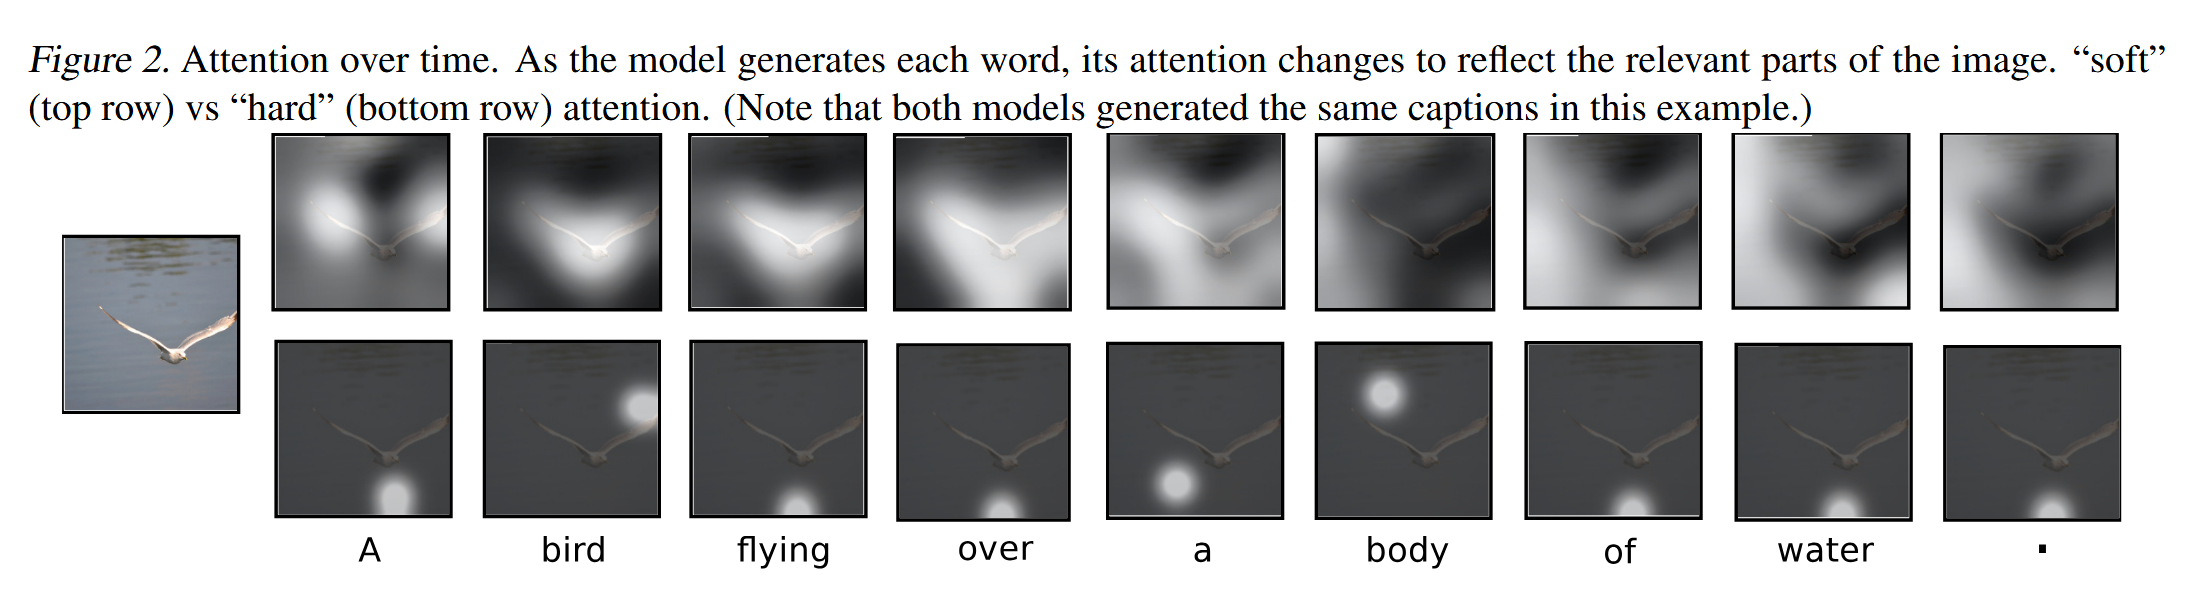 Figure 2. Attention over time. As the model generates each word, its attention changes to reflect the relevant parts of the image. “soft”
(top row) vs “hard” (bottom row) attention. (Note that both models generated the same captions in this example.)
A bird flying over a body of water .